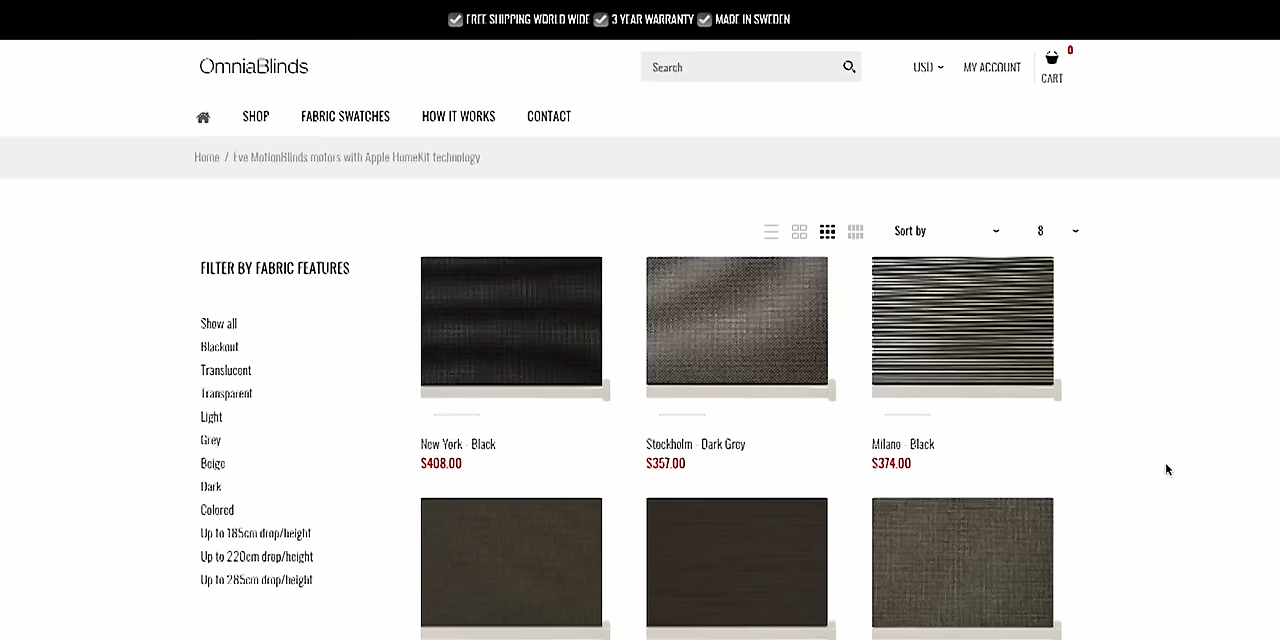 FREE SHIPPING WORLD WIDE 3 YEAR WARRANTY MADE IN SWEDEN
OmniaBlinds
Search
USD
MY ACCOUNT
0
CART
SHOP
FABRIC SWATCHES
HOW IT WORKS
CONTACT
Home / Eve MotionBlinds motors with Apple HomeKit technology
Sort by
8
FILTER BY FABRIC FEATURES
Show all
Blackout
Translucent
Transparent
Light
Grey
Beige
Dark
Colored
Up to 185cm drop/height
Up to 220cm drop/height
Up to 285cm drop/height
New York - Black
$408.00
Stockholm - Dark Grey
$357.00
Milano - Black
$374.00